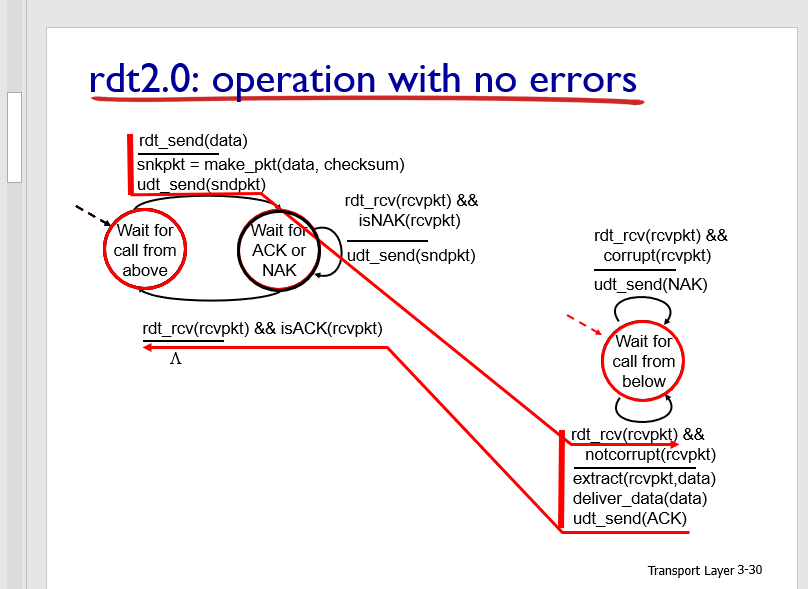 rdt2.0: operation with no errors
rdt_send(data)
snkpkt = make_pkt(data, checksum)
udt_send(sndpkt)
Wait for
call from
above
Wait for
ACK or
NAK
rdt_rcv(rcvpkt) &&
isNAK(rcvpkt)
udt_send(sndpkt)
rdt_rcv(rcvpkt) && isACK(rcvpkt)
Λ
rdt_rcv(rcvpkt) &&
corrupt(rcvpkt)
udt_send(NAK)
Wait for
call from
below
rdt_rcv(rcvpkt) &&
notcorrupt(rcvpkt)
extract(rcvpkt,data)
deliver_data(data)
udt_send(ACK)
Transport Layer 3-30